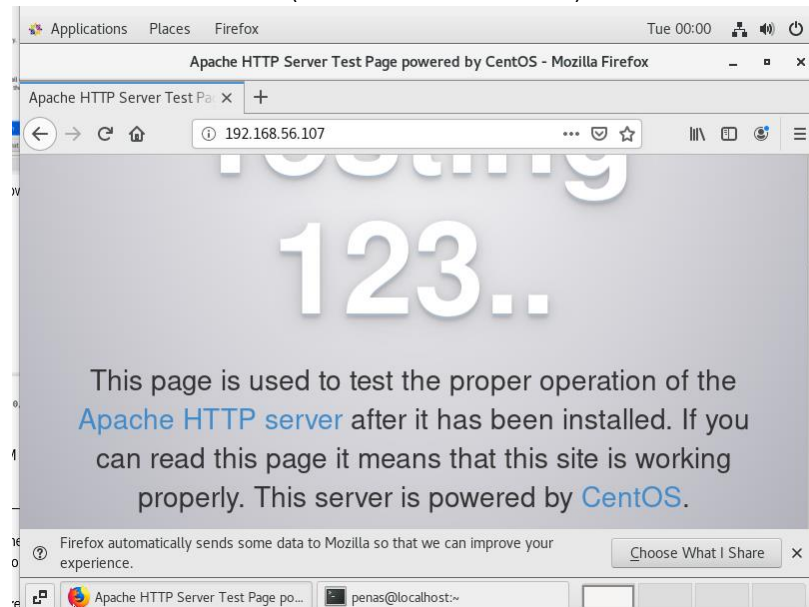 Applications Places Firefox Tue 00:00
Apache HTTP Server Test Page powered by CentOS - Mozilla Firefox
Apache HTTP Server Test Pa
192.168.56.107
Testing
123..
This page is used to test the proper operation of the
Apache HTTP server after it has been installed. If you
can read this page it means that this site is working
properly. This server is powered by CentOS.
Firefox automatically sends some data to Mozilla so that we can improve your
experience.
Choose What I Share
Apache HTTP Server Test Page po... penas@localhost:~